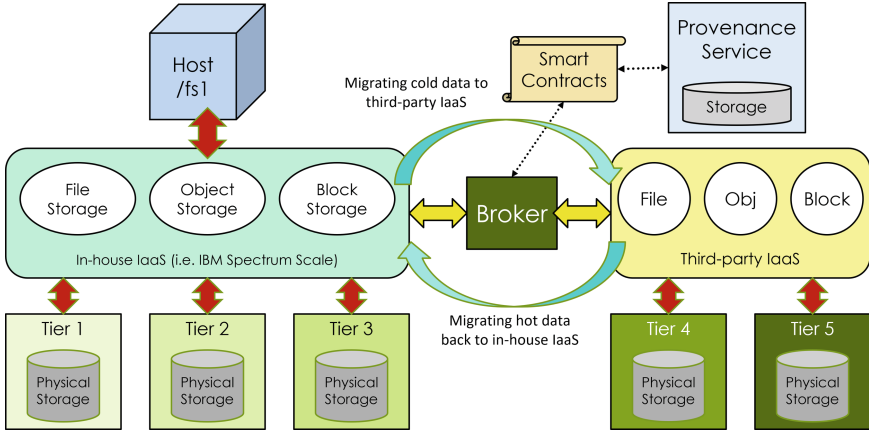 Host
/fs1
Migrating cold data to
third-party IaaS
Smart
Contracts
Provenance
Service
Storage
File
Storage
Object
Storage
Block
Storage
In-house IaaS (i.e. IBM Spectrum Scale)
Broker
File
Obj
Block
Third-party IaaS
Migrating hot data
back to in-house IaaS
Tier 1
Physical
Storage
Tier 2
Physical
Storage
Tier 3
Physical
Storage
Tier 4
Physical
Storage
Tier 5
Physical
Storage